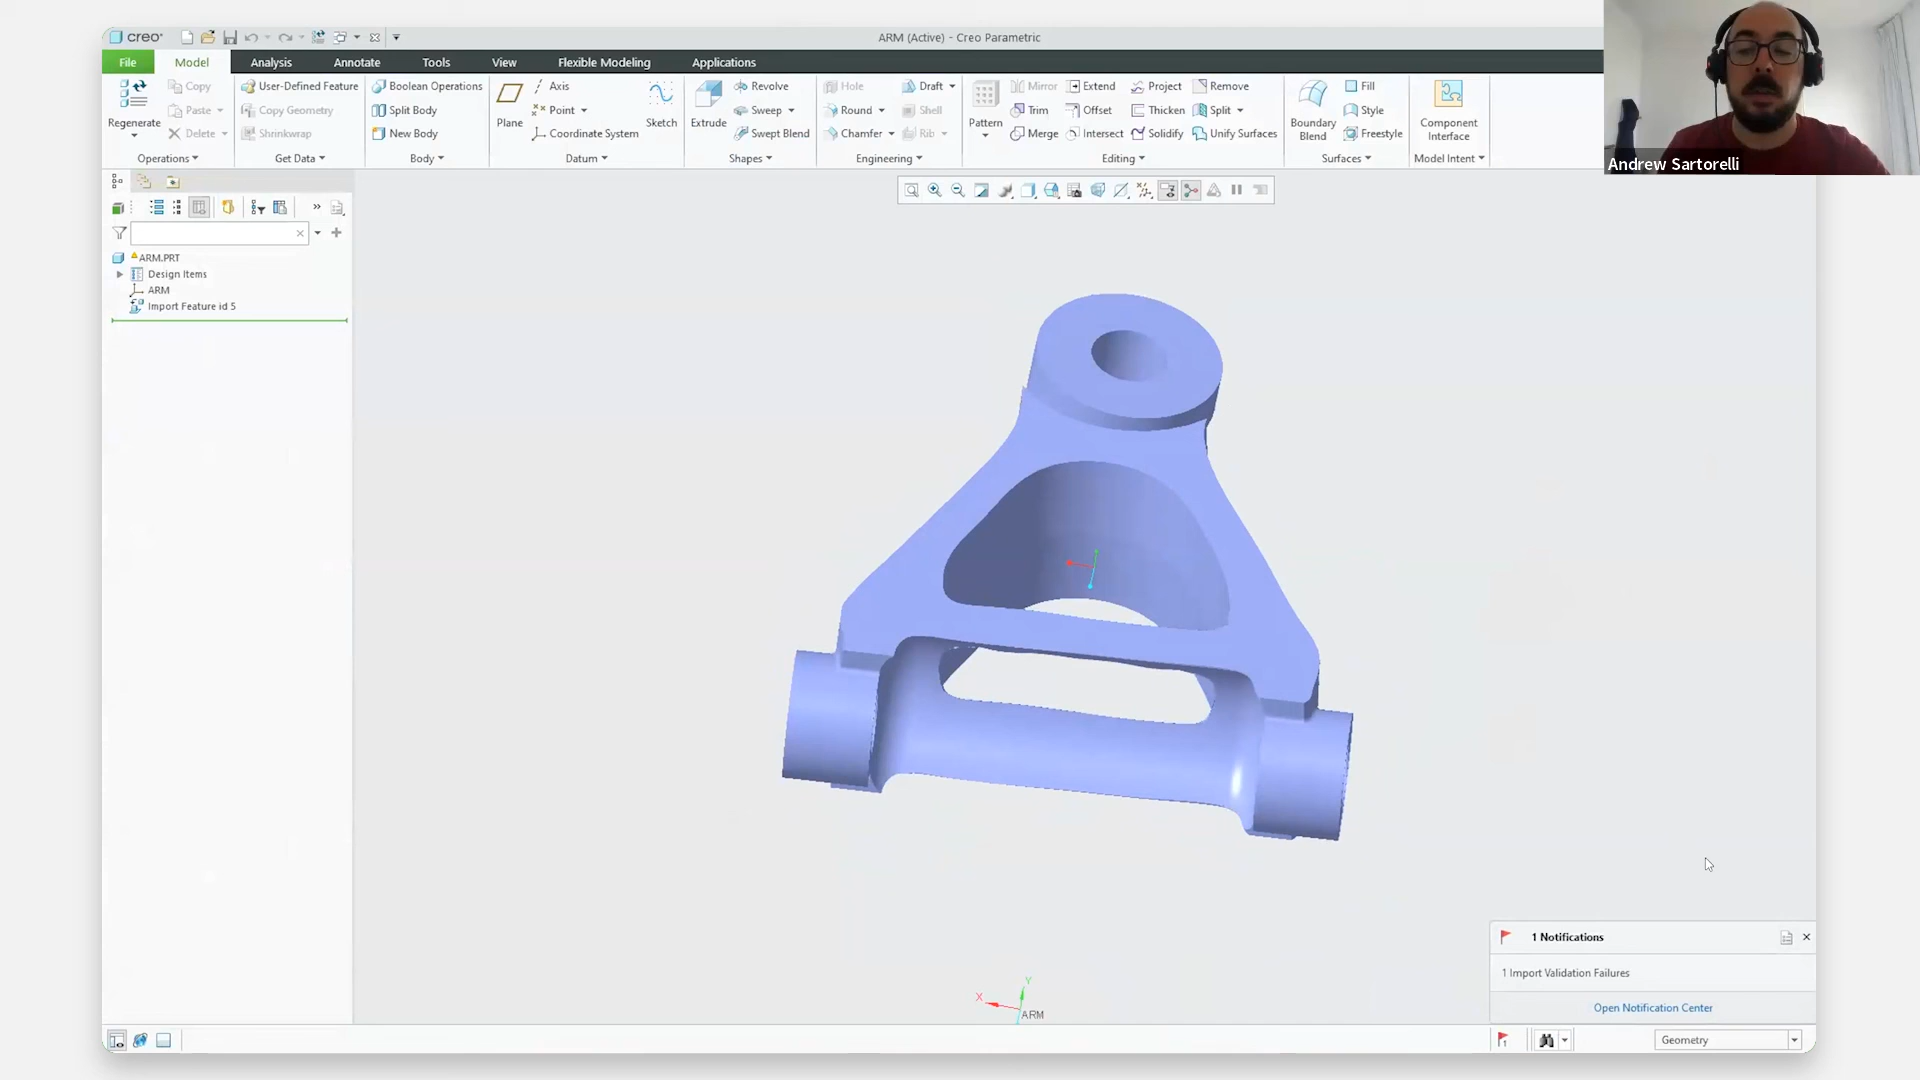 creo
ARM (Active) - Creo Parametric
File Model Analysis Annotate Tools View Flexible Modeling Applications
Regenerate
Copy
Paste
Delete
Operations
User-Defined Feature
Copy Geometry
Shrinkwrap
Get Data
Boolean Operations
Split Body
New Body
Body
Plane
Axis
Point
Coordinate System
Sketch
Datum
Extrude
Revolve
Sweep
Swept Blend
Shapes
Hole
Round
Chamfer
Draft
Shell
Rib
Engineering
Pattern
Mirror
Trim
Merge
Extend
Offset
Intersect
Project
Thicken
Solidify
Remove
Split
Unify Surfaces
Editing
Boundary
Blend
Fill
Style
Freestyle
Surfaces
Component
Interface
Model Intent
Andrew Sartorelli
ARM.PRT
Design Items
ARM
Import Feature id 5
X
Y
ARM
1 Notifications
1 Import Validation Failures
Open Notification Center
1
Geometry